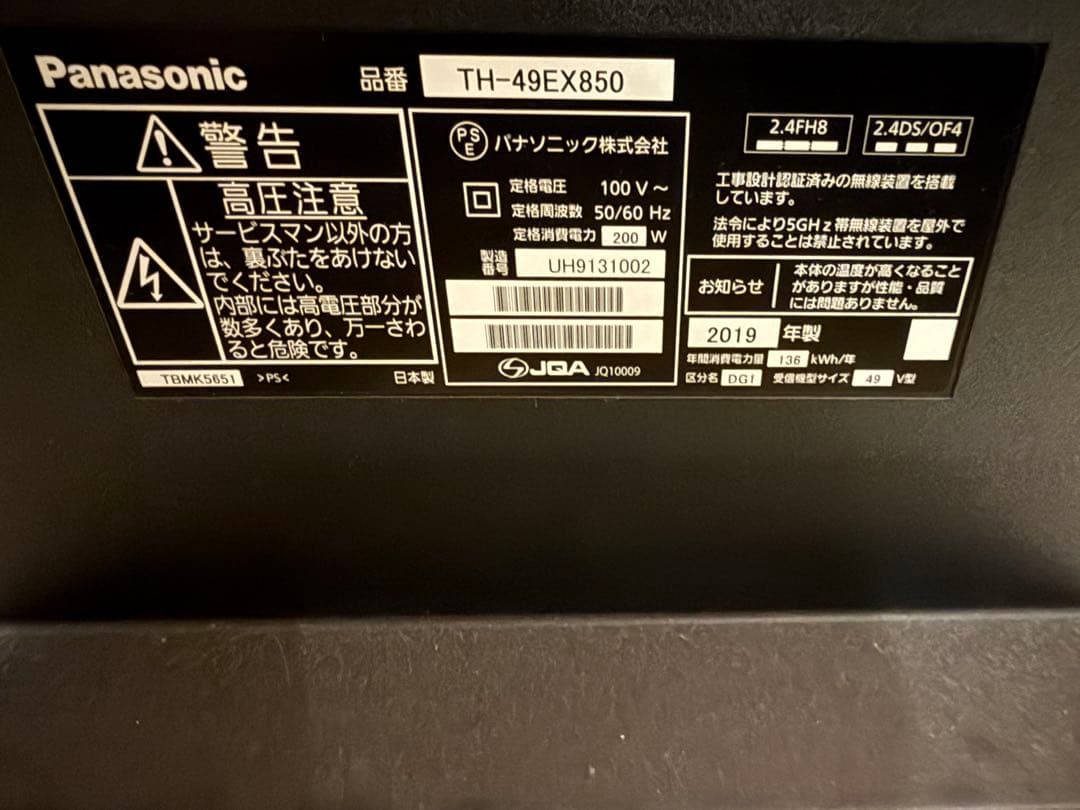 Panasonic
品番 TH-49EX850
警告
高圧注意
サービスマン以外の方
は、裏ぶたをあけない
でください。
内部には高電圧部分が
数多くあり、万一さわ
ると危険です。
TBMK5651 >PS< 日本製
PSE パナソニック株式会社
定格電圧 100 V～
定格周波数 50/60 Hz
定格消費電力 200 W
製造番号 UH9131002
JQA JQ10009
2.4FH8 2.4DS/OF4
工事設計認証済みの無線装置を搭載
しています。
法令により5GHz帯無線装置を屋外で
使用することは禁止されています。
お知らせ
本体の温度が高くなること
がありますが性能・品質
には問題ありません。
2019 年製
年間消費電力量 136 kWh/年
区分名 DG1 受信機型サイズ 49 V型